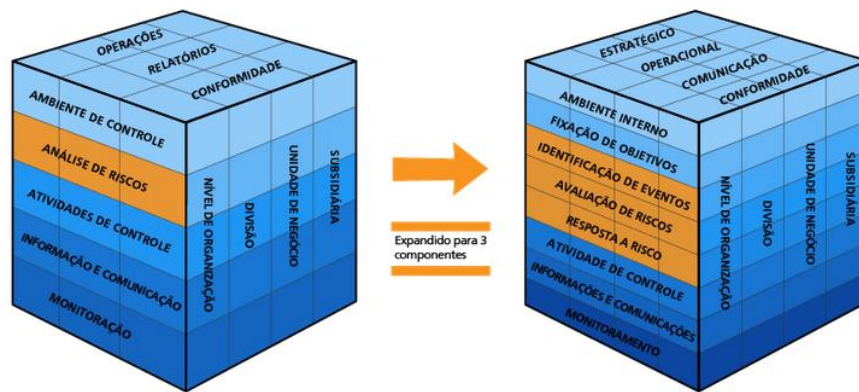 OPERAÇÕES
RELATÓRIOS
CONFORMIDADE
AMBIENTE DE CONTROLE
ANÁLISE DE RISCOS
ATIVIDADES DE CONTROLE
INFORMAÇÃO E COMUNICAÇÃO
MONITORAÇÃO
NÍVEL DE ORGANIZAÇÃO
DIVISÃO
UNIDADE DE NEGÓCIO
SUBSIDIÁRIA
Expandido para 3
componentes
ESTRATÉGICO
OPERACIONAL
COMUNICAÇÃO
CONFORMIDADE
AMBIENTE INTERNO
FIXAÇÃO DE OBJETIVOS
IDENTIFICAÇÃO DE EVENTOS
AVALIAÇÃO DE RISCOS
RESPOSTA A RISCO
ATIVIDADE DE CONTROLE
INFORMAÇÕES E COMUNICAÇÕES
MONITORAMENTO
NÍVEL DE ORGANIZAÇÃO
DIVISÃO
UNIDADE DE NEGÓCIO
SUBSIDIÁRIA